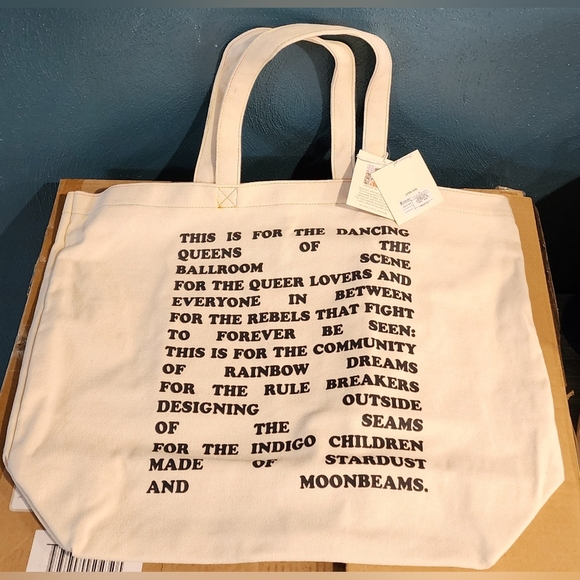 THIS IS FOR THE DANCING
QUEENS OF THE
BALLROOM SCENE
FOR THE QUEER LOVERS AND
EVERYONE IN BETWEEN
FOR THE REBELS THAT FIGHT
TO FOREVER BE SEEN:
THIS IS FOR THE COMMUNITY
OF RAINBOW DREAMS
FOR THE RULE BREAKERS
DESIGNING OUTSIDE
OF THE SEAMS
FOR THE INDIGO CHILDREN
MADE OF STARDUST
AND MOONBEAMS.